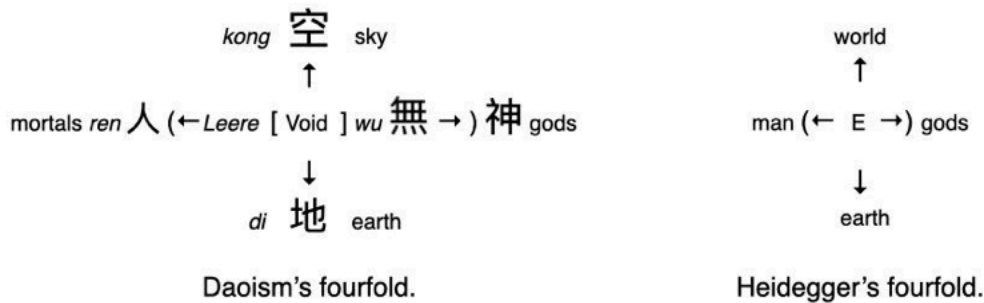 kong 空 sky world
↑ ↑
mortals ren 人 (← Leere [ Void ] wu 無 → ) 神 gods man (← E →) gods
↓ ↓
di 地 earth earth
Daoism's fourfold. Heidegger's fourfold.